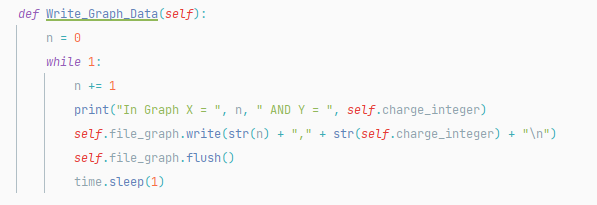 def Write_Graph_Data(self):
    n = 0
    while 1:
        n += 1
        print("In Graph X = ", n, " AND Y = ", self.charge_integer)
        self.file_graph.write(str(n) + "," + str(self.charge_integer) + "\n")
        self.file_graph.flush()
        time.sleep(1)